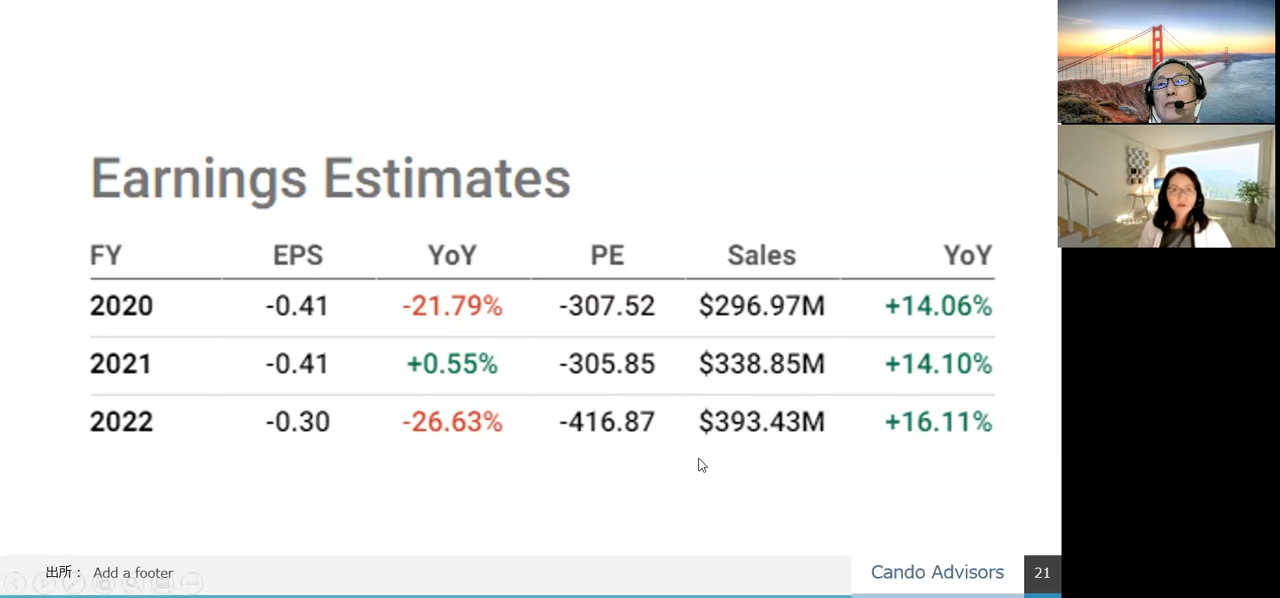 Earnings Estimates
FY EPS YoY PE Sales YoY
2020 -0.41 -21.79% -307.52 $296.97M +14.06%
2021 -0.41 +0.55% -305.85 $338.85M +14.10%
2022 -0.30 -26.63% -416.87 $393.43M +16.11%
出所： Add a footer
Cando Advisors
21